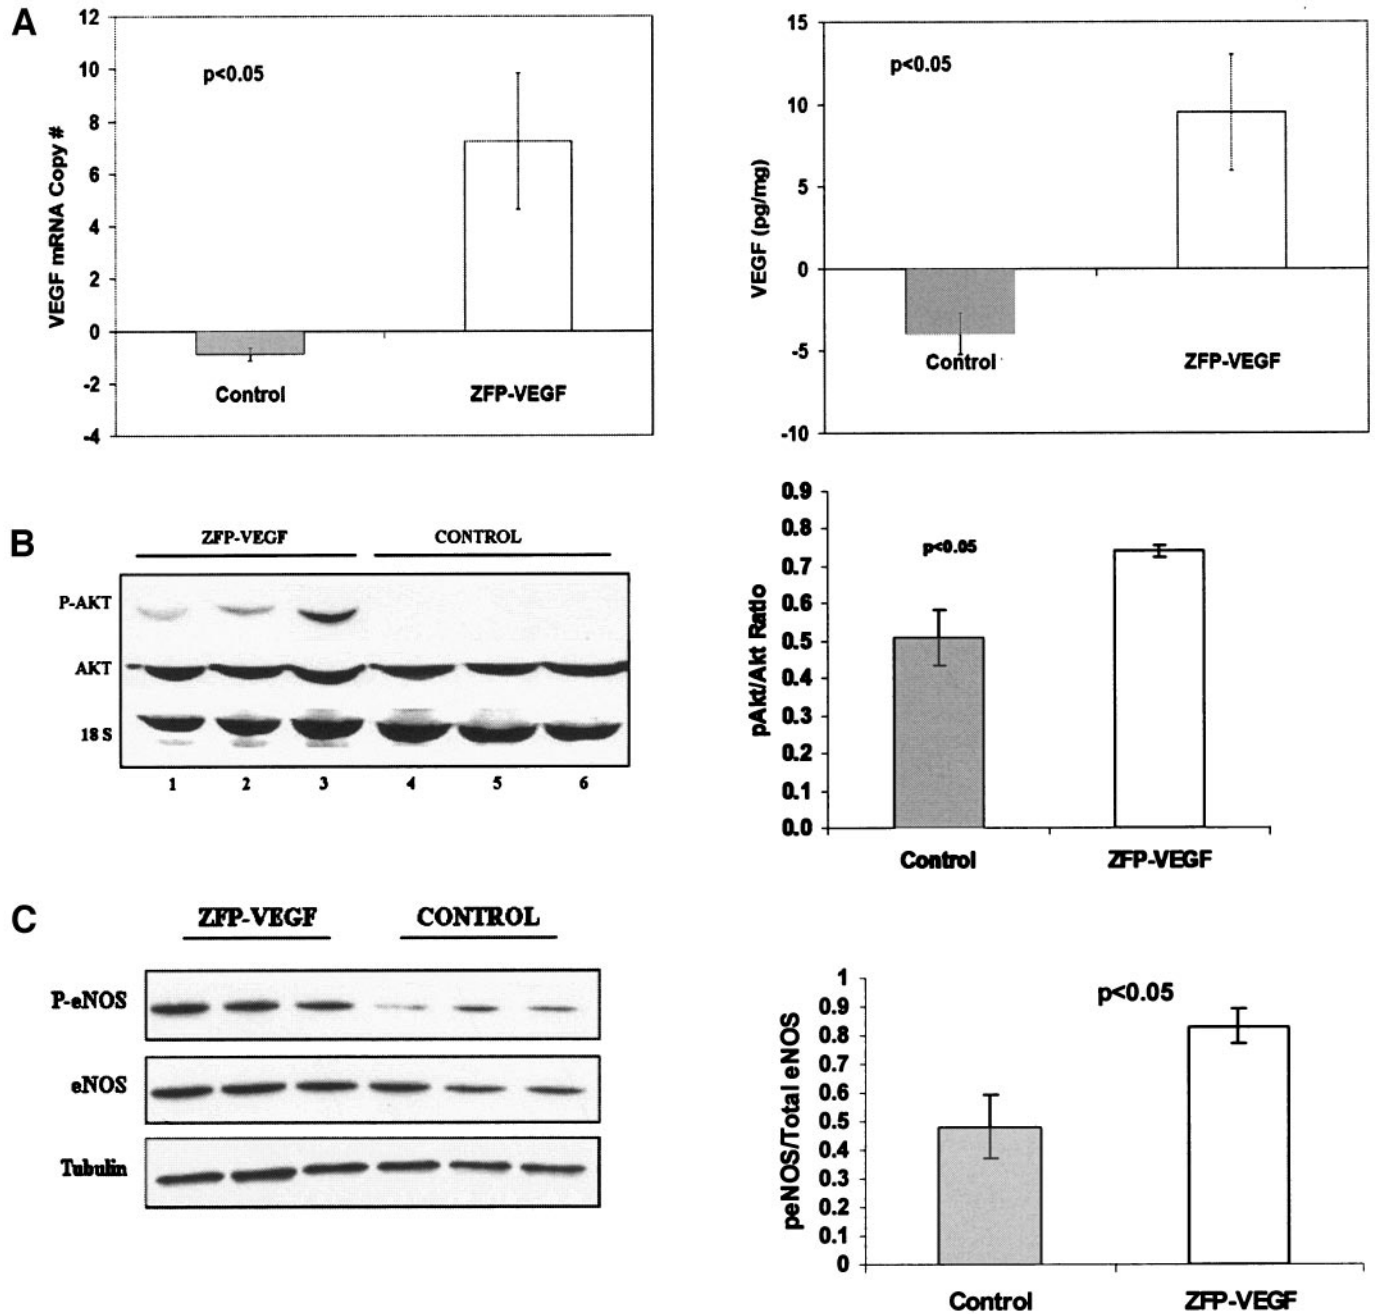 A
12
10
8
6
4
2
0
-2
-4
VEGF mRNA Copy #
p<0.05
Control
ZFP-VEGF
15
10
5
0
-5
-10
VEGF (pg/mg)
p<0.05
Control
ZFP-VEGF
B
ZFP-VEGF CONTROL
P-AKT
AKT
18 S
1 2 3 4 5 6
0.9
0.8
0.7
0.6
0.5
0.4
0.3
0.2
0.1
0.0
pAkt/Akt Ratio
p<0.05
Control ZFP-VEGF
C
ZFP-VEGF CONTROL
P-eNOS
eNOS
Tubulin
1
0.9
0.8
0.7
0.6
0.5
0.4
0.3
0.2
0.1
0
peNOS/Total eNOS
p<0.05
Control ZFP-VEGF